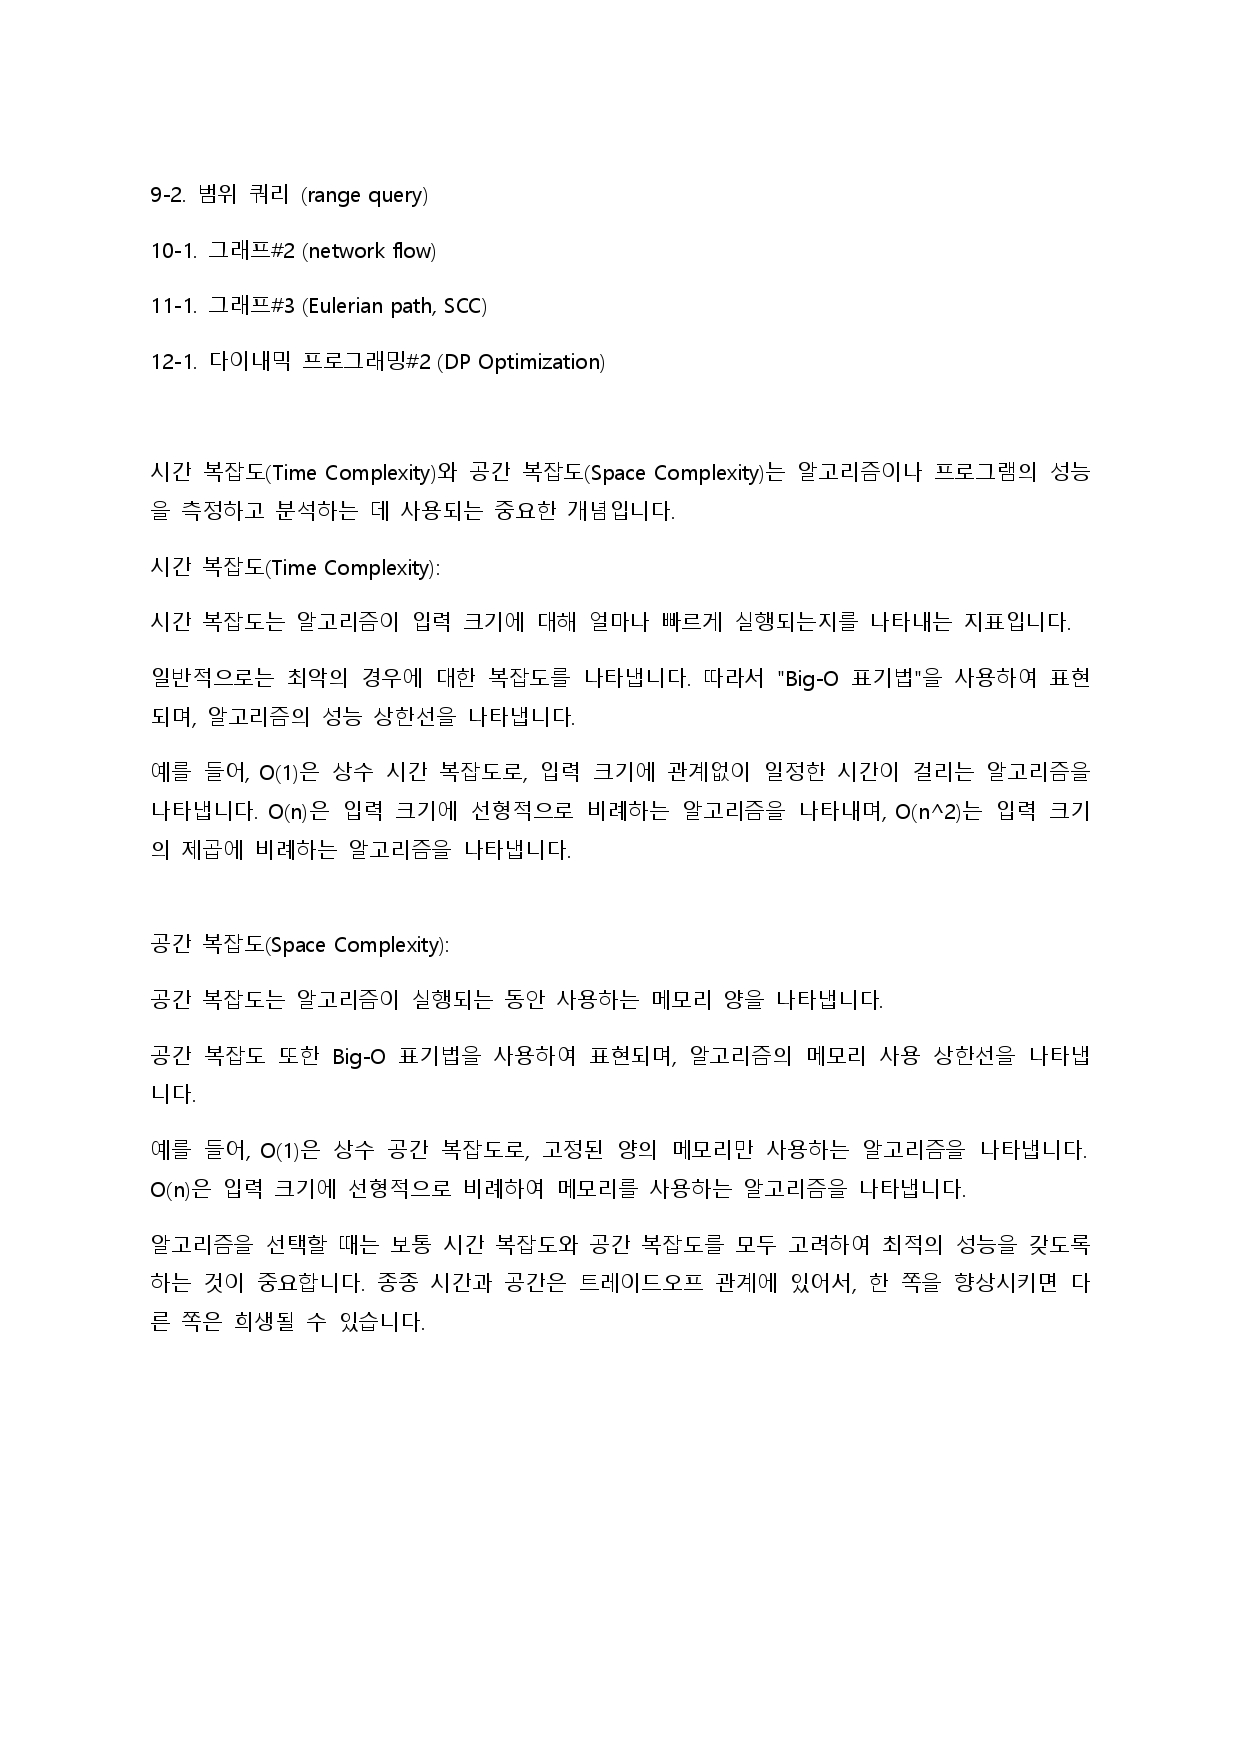 9-2. 범위 쿼리 (range query)
10-1. 그래프#2 (network flow)
11-1. 그래프#3 (Eulerian path, SCC)
12-1. 다이내믹 프로그래밍#2 (DP Optimization)
시간 복잡도(Time Complexity)와 공간 복잡도(Space Complexity)는 알고리즘이나 프로그램의 성능
을 측정하고 분석하는 데 사용되는 중요한 개념입니다.
시간 복잡도(Time Complexity):
시간 복잡도는 알고리즘이 입력 크기에 대해 얼마나 빠르게 실행되는지를 나타내는 지표입니다.
일반적으로는 최악의 경우에 대한 복잡도를 나타냅니다. 따라서 "Big-O 표기법"을 사용하여 표현
되며, 알고리즘의 성능 상한선을 나타냅니다.
예를 들어, O(1)은 상수 시간 복잡도로, 입력 크기에 관계없이 일정한 시간이 걸리는 알고리즘을
나타냅니다. O(n)은 입력 크기에 선형적으로 비례하는 알고리즘을 나타내며, O(n^2)는 입력 크기
의 제곱에 비례하는 알고리즘을 나타냅니다.
공간 복잡도(Space Complexity):
공간 복잡도는 알고리즘이 실행되는 동안 사용하는 메모리 양을 나타냅니다.
공간 복잡도 또한 Big-O 표기법을 사용하여 표현되며, 알고리즘의 메모리 사용 상한선을 나타냅
니다.
예를 들어, O(1)은 상수 공간 복잡도로, 고정된 양의 메모리만 사용하는 알고리즘을 나타냅니다.
O(n)은 입력 크기에 선형적으로 비례하여 메모리를 사용하는 알고리즘을 나타냅니다.
알고리즘을 선택할 때는 보통 시간 복잡도와 공간 복잡도를 모두 고려하여 최적의 성능을 갖도록
하는 것이 중요합니다. 종종 시간과 공간은 트레이드오프 관계에 있어서, 한 쪽을 향상시키면 다
른 쪽은 희생될 수 있습니다.